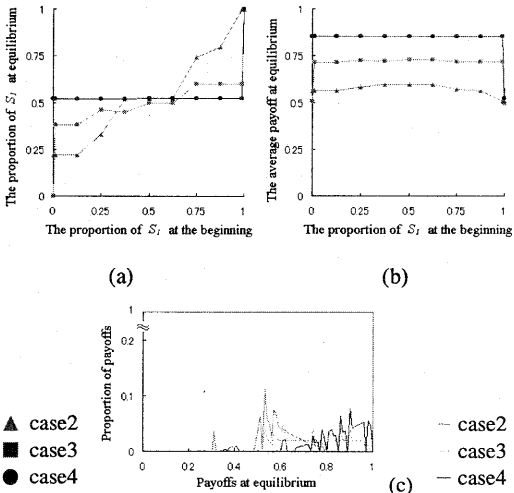 The proportion of S1 at equilibrium
1
0.75
0.5
0.25
0
0 0.25 0.5 0.75 1
The proportion of S1 at the beginning
(a)
The average payoff at equilibrium
1
0.75
0.5
0.25
0
0 0.25 0.5 0.75 1
The proportion of S1 at the beginning
(b)
Proportion of payoffs
1
0.2
0.1
0
0 0.2 0.4 0.6 0.8 1
Payoffs at equilibrium
(c)
case2
case3
case4
case2
case3
case4